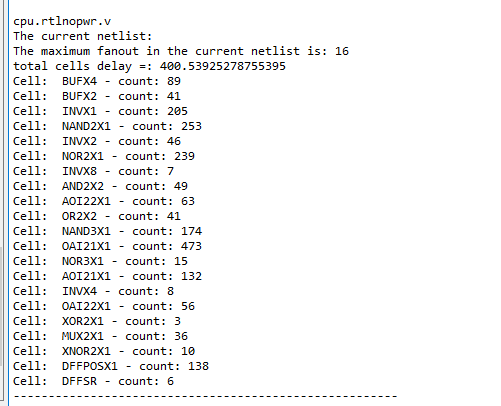 cpu.rtlnopwr.v
The current netlist:
The maximum fanout in the current netlist is: 16
total cells delay =: 400.53925278755395
Cell:  BUFX4 - count: 89
Cell:  BUFX2 - count: 41
Cell:  INVX1 - count: 205
Cell:  NAND2X1 - count: 253
Cell:  INVX2 - count: 46
Cell:  NOR2X1 - count: 239
Cell:  INVX8 - count: 7
Cell:  AND2X2 - count: 49
Cell:  AOI22X1 - count: 63
Cell:  OR2X2 - count: 41
Cell:  NAND3X1 - count: 174
Cell:  OAI21X1 - count: 473
Cell:  NOR3X1 - count: 15
Cell:  AOI21X1 - count: 132
Cell:  INVX4 - count: 8
Cell:  OAI22X1 - count: 56
Cell:  XOR2X1 - count: 3
Cell:  MUX2X1 - count: 36
Cell:  XNOR2X1 - count: 10
Cell:  DFFPOSX1 - count: 138
Cell:  DFFSR - count: 6
-------------------------------------------------------